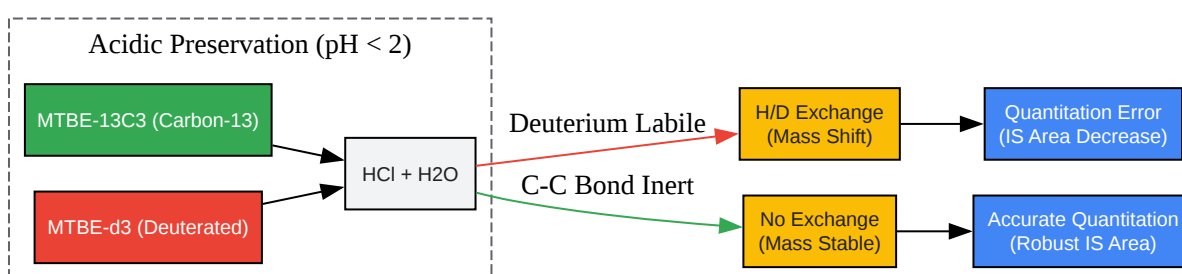 Acidic Preservation (pH < 2)
MTBE-13C3 (Carbon-13)
MTBE-d3 (Deuterated)
HCl + H2O
Deuterium Labile
C-C Bond Inert
H/D Exchange
(Mass Shift)
No Exchange
(Mass Stable)
Quantitation Error
(IS Area Decrease)
Accurate Quantitation
(Robust IS Area)